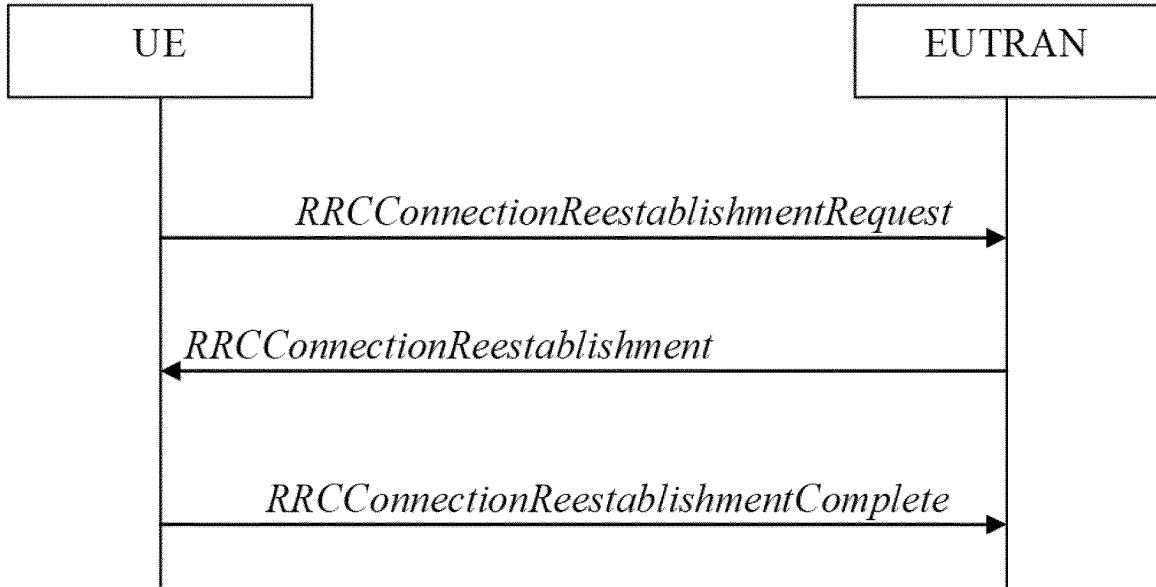 UE
EUTRAN
RRCConnectionReestablishmentRequest
RRCConnectionReestablishment
RRCConnectionReestablishmentComplete